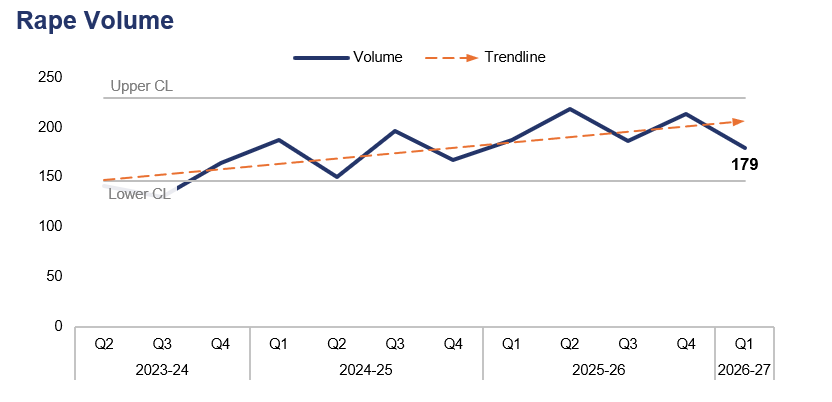 Rape Volume
Volume Trendline
250
Upper CL
200
179
150
Lower CL
100
50
0
Q2 Q3 Q4 Q1 Q2 Q3 Q4 Q1 Q2 Q3 Q4 Q1
2023-24 2024-25 2025-26 2026-27